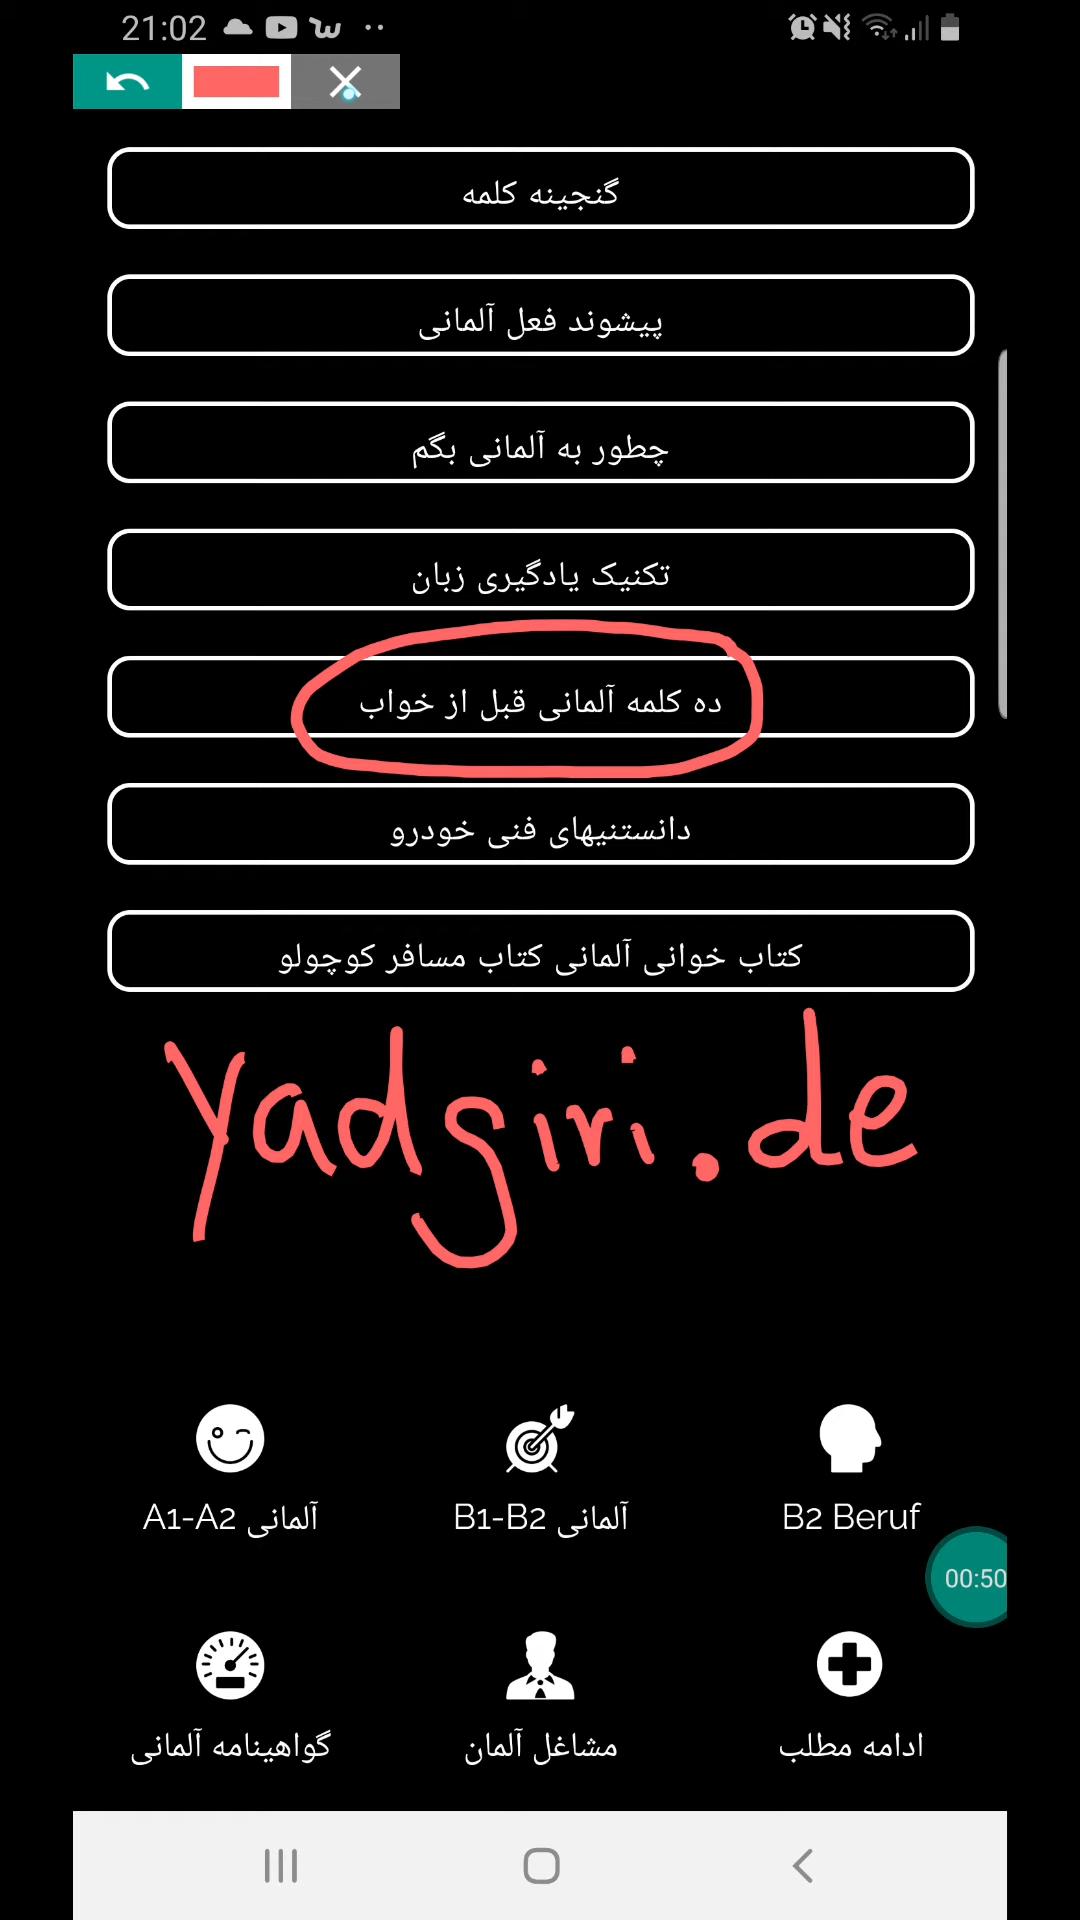 21:02
گنجینه کلمه
پیشوند فعل آلمانی
چطور به آلمانی بگم
تکنیک یادگیری زبان
ده کلمه آلمانی قبل از خواب
دانستنیهای فنی خودرو
کتاب خوانی آلمانی کتاب مسافر کوچولو
yadgiri.de
آلمانی A1-A2
آلمانی B1-B2
B2 Beruf
00:50
گواهینامه آلمانی
مشاغل آلمان
ادامه مطلب